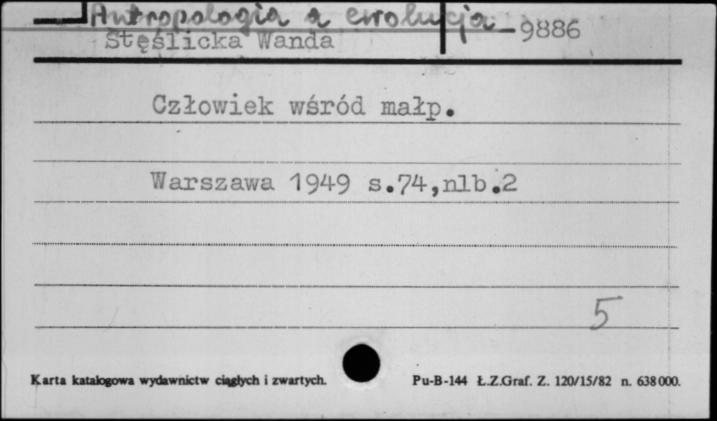 Antropologia a ewolucja
Stęślicka Wanda
9886
Człowiek wśród małp.
Warszawa 1949 s.74,nlb.2
5
Karta katalogowa wydawnictw ciągłych i zwartych.
Pu-B-144 Ł.Z.Graf. Z. 120/15/82 n. 638000.